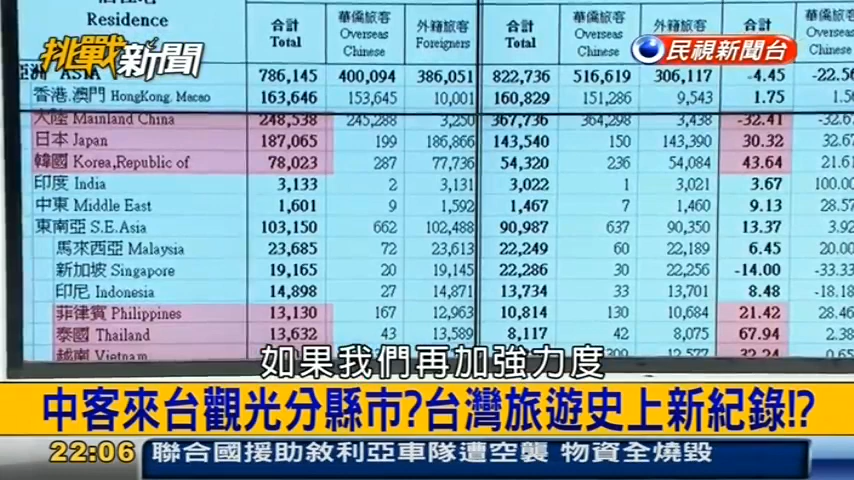 Residence 合計 Total 華僑旅客 Overseas Chinese 外籍旅客 Foreigners 合計 Total 華僑旅客 Overseas Chinese 外籍旅客 Foreigners 合計 Total 華僑旅客 Overseas Chinese
挑戰新聞
民視新聞台
亞洲 ASIA 786,145 400,094 386,051 822,736 516,619 306,117 -4.45 -22.56
香港.澳門 HongKong. Macao 163,646 153,645 10,001 160,829 151,286 9,543 1.75 1.56
大陸 Mainland China 248,538 245,288 3,250 367,736 364,298 3,438 -32.41 -32.67
日本 Japan 187,065 199 186,866 143,540 150 143,390 30.32 32.67
韓國 Korea,Republic of 78,023 287 77,736 54,320 236 54,084 43.64 21.61
印度 India 3,133 2 3,131 3,022 1 3,021 3.67 100.00
中東 Middle East 1,601 9 1,592 1,467 7 1,460 9.13 28.57
東南亞 S.E.Asia 103,150 662 102,488 90,987 637 90,350 13.37 3.92
馬來西亞 Malaysia 23,685 72 23,613 22,249 60 22,189 6.45 20.00
新加坡 Singapore 19,165 20 19,145 22,286 30 22,256 -14.00 -33.33
印尼 Indonesia 14,898 27 14,871 13,734 33 13,701 8.48 -18.18
菲律賓 Philippines 13,130 167 12,963 10,814 130 10,684 21.42 28.46
泰國 Thailand 13,632 43 13,589 8,117 42 8,075 67.94 2.38
越南 Vietnam 12,577 32.24 0.65
如果我們再加強力度
中客來台觀光分縣市?台灣旅遊史上新紀錄!?
22:06 聯合國援助敘利亞車隊遭空襲 物資全燒毀